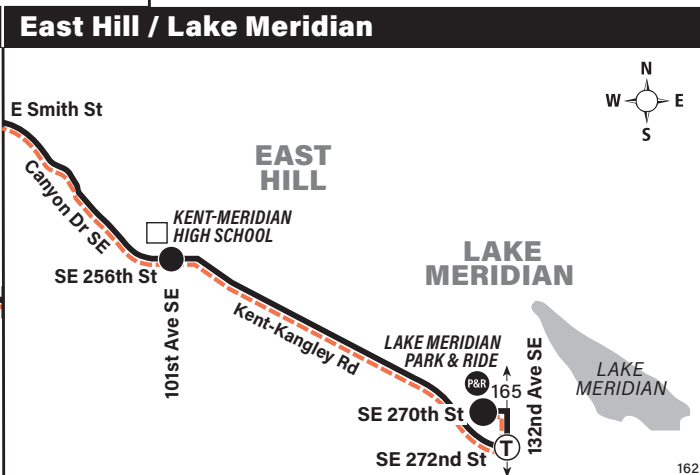 East Hill / Lake Meridian
N
W E
S
E Smith St
EAST
HILL
Canyon Dr SE
KENT-MERIDIAN
HIGH SCHOOL
SE 256th St
101st Ave SE
Kent-Kangley Rd
LAKE
MERIDIAN
LAKE MERIDIAN
PARK & RIDE
P&R
165
132nd Ave SE
LAKE
MERIDIAN
SE 270th St
T
SE 272nd St
162